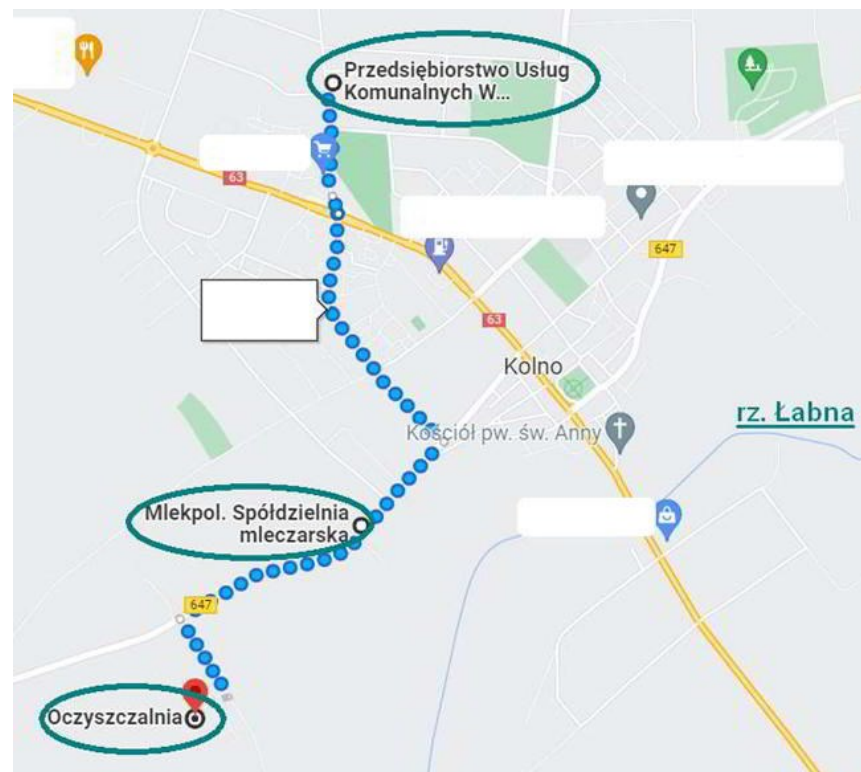 Przedsiębiorstwo Usług
Komunalnych W...
63
647
63
Kolno
rz. Łabna
Kościół pw. św. Anny
Mlekpol. Spółdzielnia
mleczarska
647
Oczyszczalnia